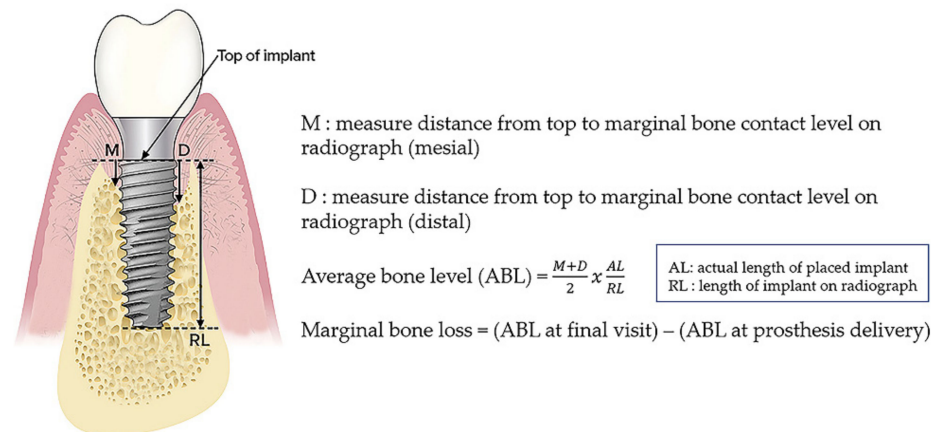 Top of implant
M
D
RL
M : measure distance from top to marginal bone contact level on
radiograph (mesial)
D : measure distance from top to marginal bone contact level on
radiograph (distal)
Average bone level (ABL) = \frac{M+D}{2} x \frac{AL}{RL}
AL: actual length of placed implant
RL : length of implant on radiograph
Marginal bone loss = (ABL at final visit) – (ABL at prosthesis delivery)